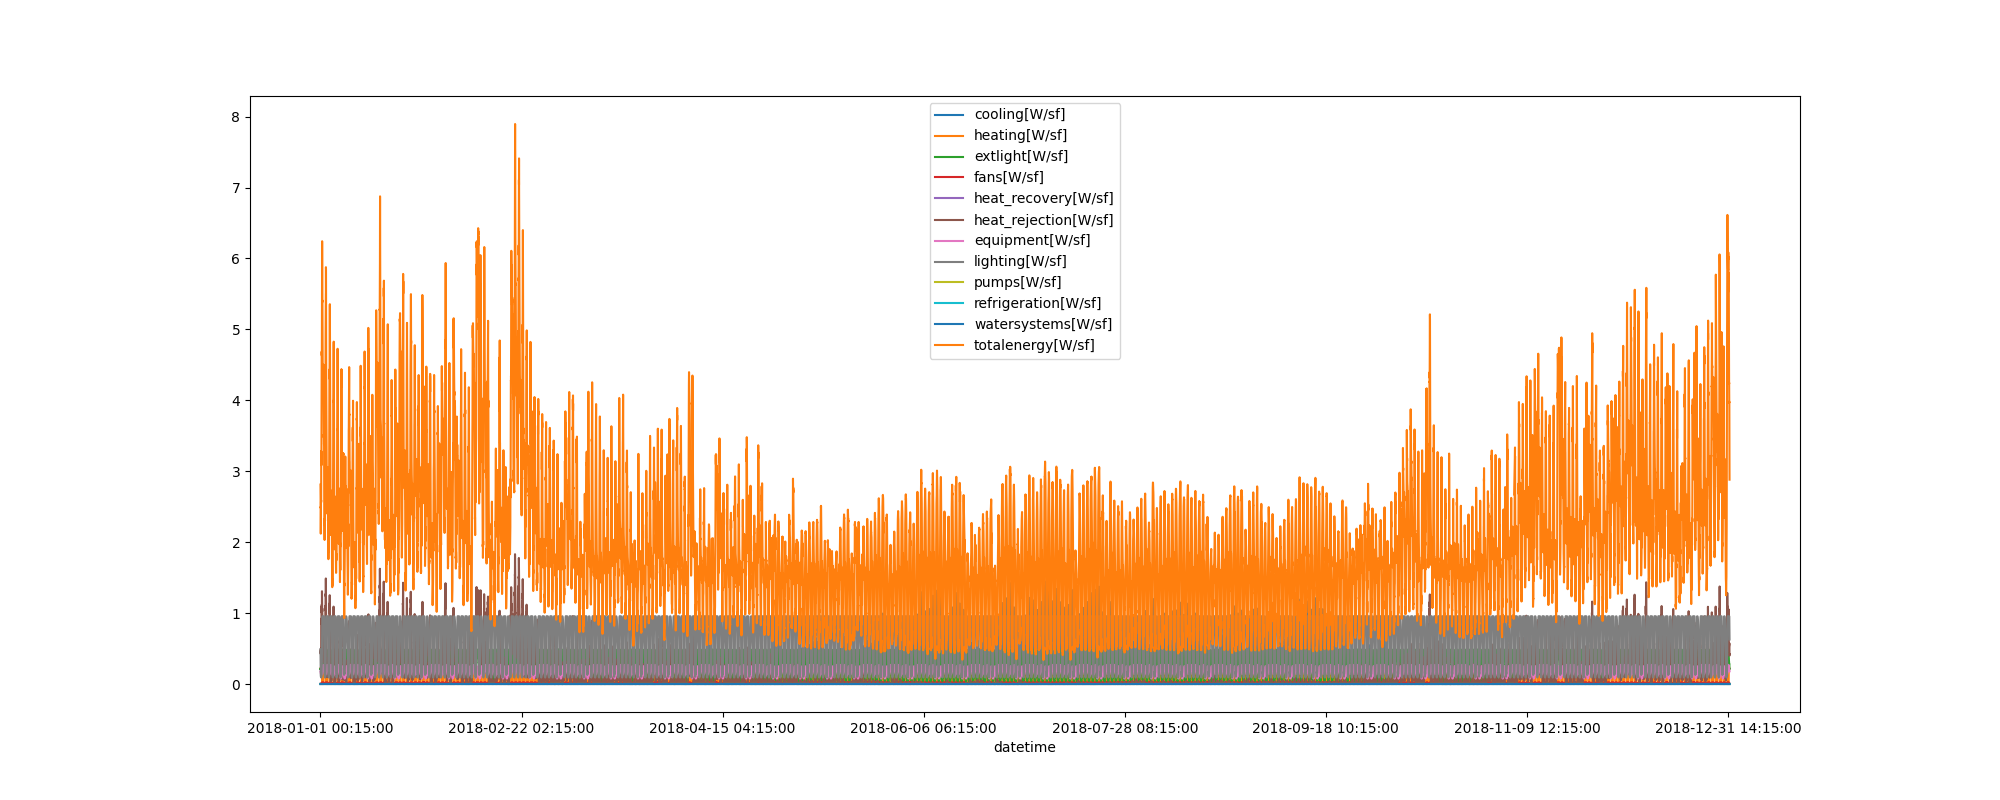 8
7
6
5
4
3
2
1
0
cooling[W/sf]
heating[W/sf]
extlight[W/sf]
fans[W/sf]
heat_recovery[W/sf]
heat_rejection[W/sf]
equipment[W/sf]
lighting[W/sf]
pumps[W/sf]
refrigeration[W/sf]
watersystems[W/sf]
totalenergy[W/sf]
2018-01-01 00:15:00 2018-02-22 02:15:00 2018-04-15 04:15:00 2018-06-06 06:15:00 2018-07-28 08:15:00 2018-09-18 10:15:00 2018-11-09 12:15:00 2018-12-31 14:15:00
datetime